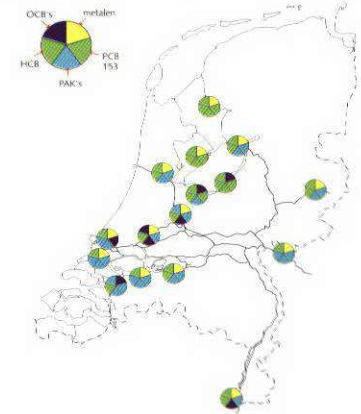 OCB's
metalen
HCB
PCB
153
PAK's